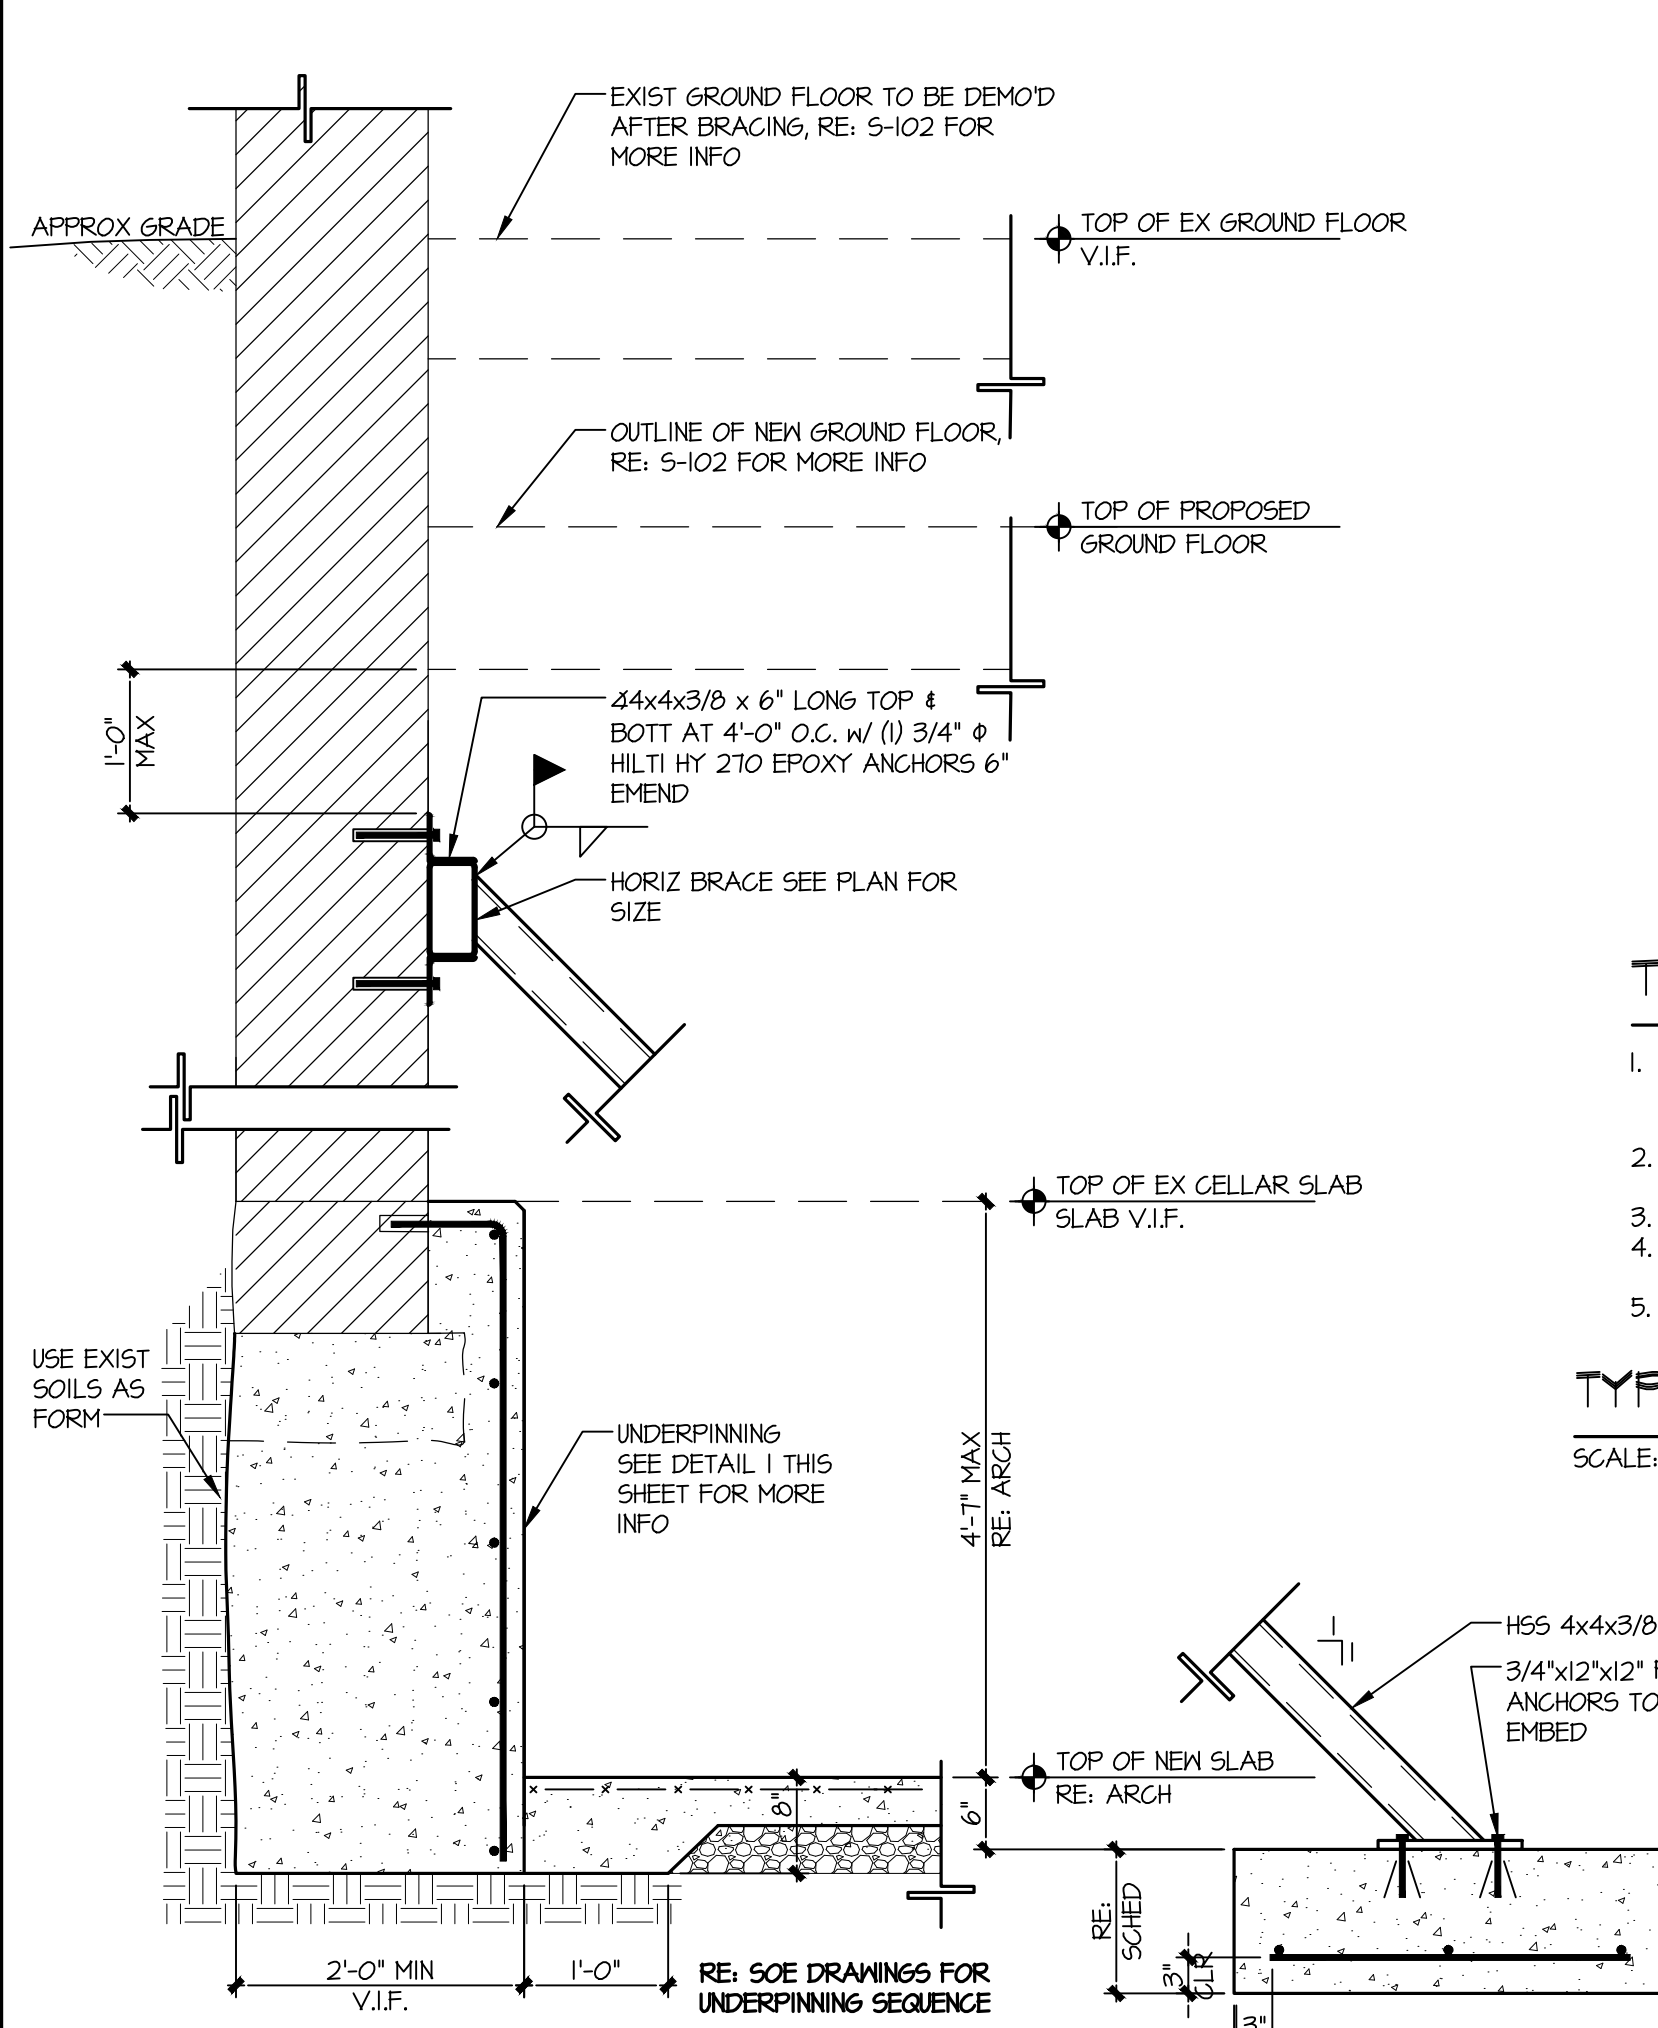 EXIST GROUND FLOOR TO BE DEMO'D
AFTER BRACING, RE: S-102 FOR
MORE INFO
APPROX GRADE
TOP OF EX GROUND FLOOR
V.I.F.
OUTLINE OF NEW GROUND FLOOR,
RE: S-102 FOR MORE INFO
TOP OF PROPOSED
GROUND FLOOR
1'-0"
MAX
∡4x4x3/8 x 6" LONG TOP &
BOTT AT 4'-0" O.C. w/ (1) 3/4" Φ
HILTI HY 270 EPOXY ANCHORS 6"
EMEND
HORIZ BRACE SEE PLAN FOR
SIZE
T
1.
2.
3.
4.
5.
TOP OF EX CELLAR SLAB
SLAB V.I.F.
USE EXIST
SOILS AS
FORM
TYP
SCALE:
UNDERPINNING
SEE DETAIL 1 THIS
SHEET FOR MORE
INFO
4'-7" MAX
RE: ARCH
HSS 4x4x3/8
3/4"x12"x12"
ANCHORS TO
EMBED
TOP OF NEW SLAB
RE: ARCH
8"
6"
RE:
SCHED
3"
CLR
3"
2'-0" MIN
V.I.F.
1'-0"
RE: SOE DRAWINGS FOR
UNDERPINNING SEQUENCE